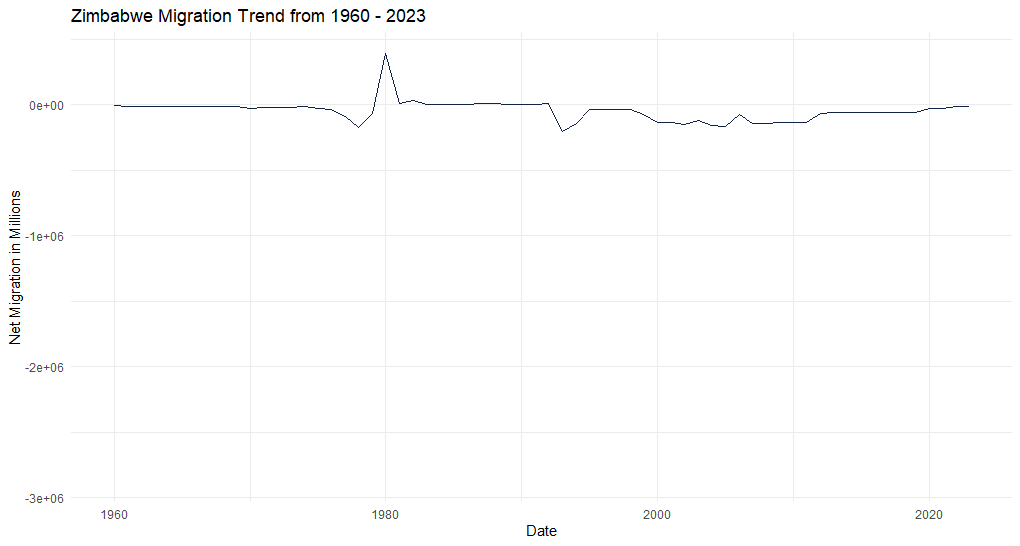 Zimbabwe Migration Trend from 1960 - 2023
Net Migration in Millions
0e+00
-1e+06
-2e+06
-3e+06
1960
1980
2000
2020
Date